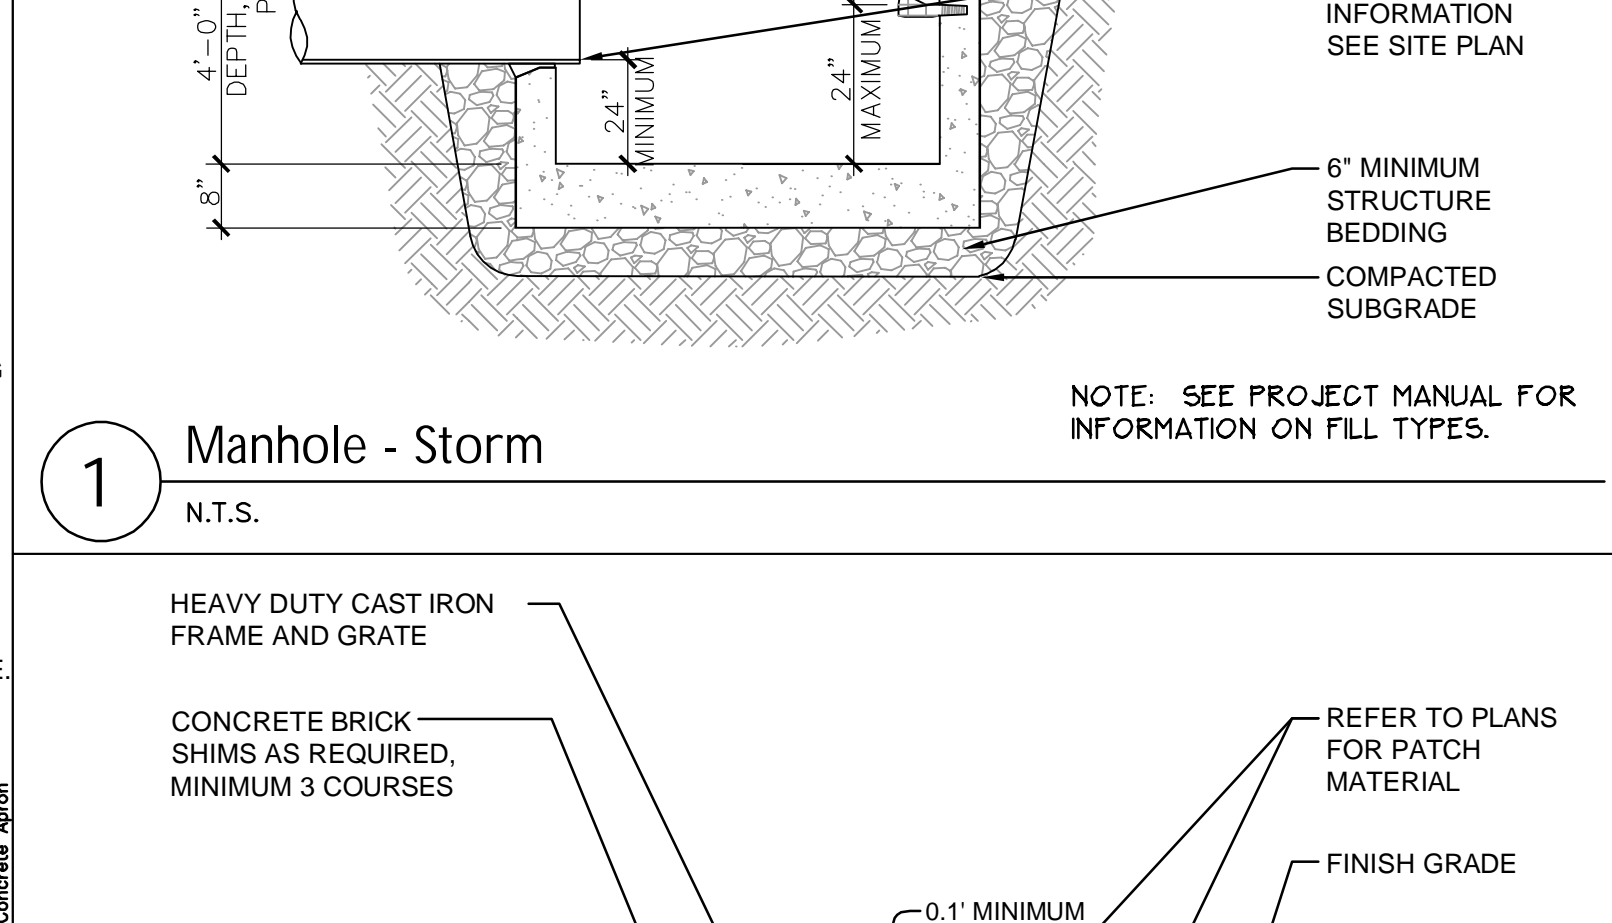 4'-0"
DEPTH,
8"
24"
MINIMUM
24"
MAXIMUM
INFORMATION
SEE SITE PLAN
6" MINIMUM
STRUCTURE
BEDDING
COMPACTED
SUBGRADE
NOTE: SEE PROJECT MANUAL FOR
INFORMATION ON FILL TYPES.
1
Manhole - Storm
N.T.S.
HEAVY DUTY CAST IRON
FRAME AND GRATE
CONCRETE BRICK
SHIMS AS REQUIRED,
MINIMUM 3 COURSES
REFER TO PLANS
FOR PATCH
MATERIAL
FINISH GRADE
0.1' MINIMUM
Concrete Apron